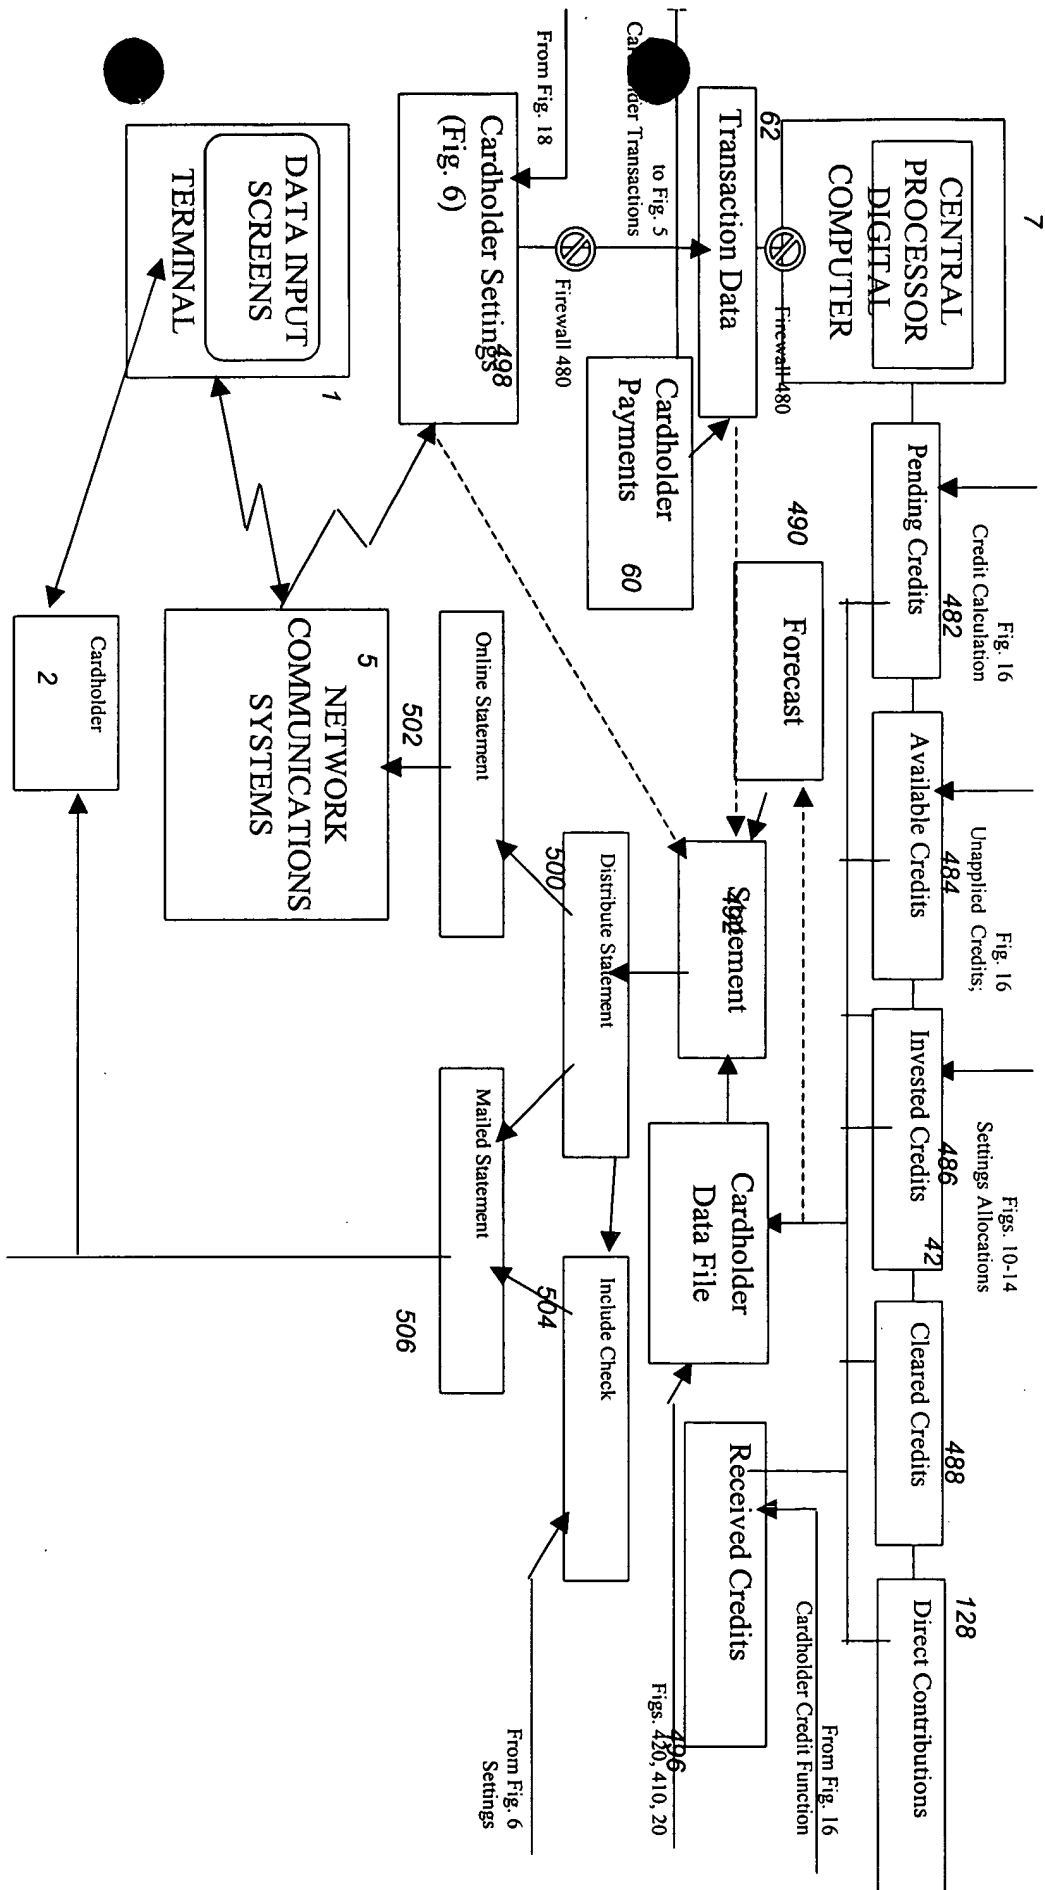 7
CENTRAL
PROCESSOR
DIGITAL
COMPUTER
62
Firewall 480
Transaction Data
to Fig. 5
Transactions
Cardholder
Payments
60
Firewall 480
From Fig. 18
Cardholder Settings
(Fig. 6)
498
DATA INPUT
SCREENS
TERMINAL
1
Fig. 16
Credit Calculation
Pending Credits
482
Fig. 16
Unapplied Credits;
Available Credits
484
Figs. 10-14
Settings Allocations
Invested Credits
486
42
Cleared Credits
488
128
Direct Contributions
490
Forecast
Statement
492
Cardholder
Data File
Received Credits
From Fig. 16
Cardholder Credit Function
496
Figs. 420, 410, 20
Distribute Statement
500
Include Check
504
From Fig. 6
Settings
Online Statement
502
Mailed Statement
506
5
NETWORK
COMMUNICATIONS
SYSTEMS
Cardholder
2